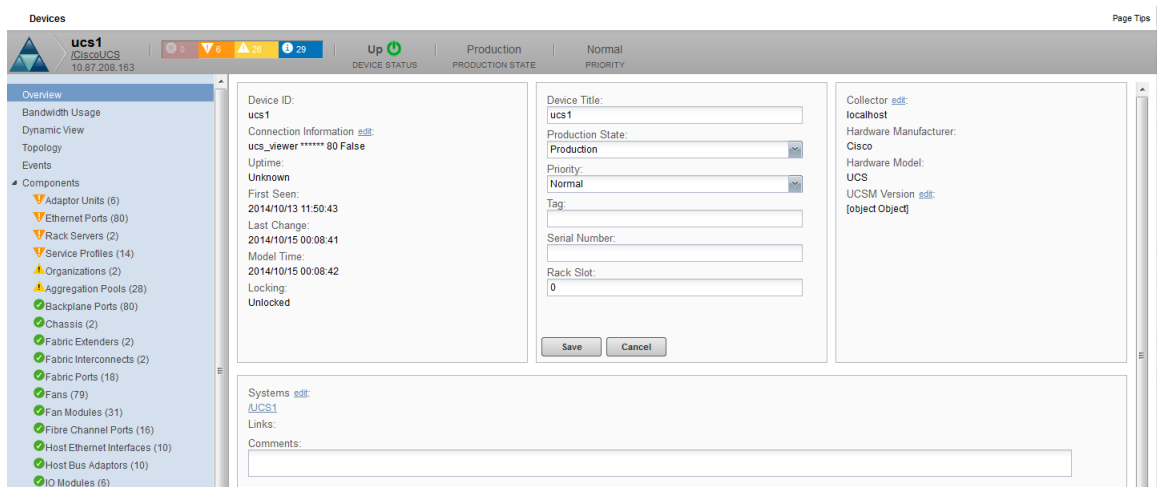 Devices
Page Tips
ucs1
/CiscoUCS
10.87.208.163
0 6 26 29
Up
DEVICE STATUS
Production
PRODUCTION STATE
Normal
PRIORITY
Overview
Bandwidth Usage
Dynamic View
Topology
Events
Components
Adaptor Units (6)
Ethernet Ports (80)
Rack Servers (2)
Service Profiles (14)
Organizations (2)
Aggregation Pools (28)
Backplane Ports (80)
Chassis (2)
Fabric Extenders (2)
Fabric Interconnects (2)
Fabric Ports (18)
Fans (79)
Fan Modules (31)
Fibre Channel Ports (16)
Host Ethernet Interfaces (10)
Host Bus Adaptors (10)
IO Modules (6)
Device ID:
ucs1
Connection Information edit:
ucs_viewer ****** 80 False
Uptime:
Unknown
First Seen:
2014/10/13 11:50:43
Last Change:
2014/10/15 00:08:41
Model Time:
2014/10/15 00:08:42
Locking:
Unlocked
Device Title:
ucs1
Production State:
Production
Priority:
Normal
Tag:
Serial Number:
Rack Slot:
0
Save Cancel
Collector edit:
localhost
Hardware Manufacturer:
Cisco
Hardware Model:
UCS
UCSM Version edit:
[object Object]
Systems edit:
/UCS1
Links:
Comments: